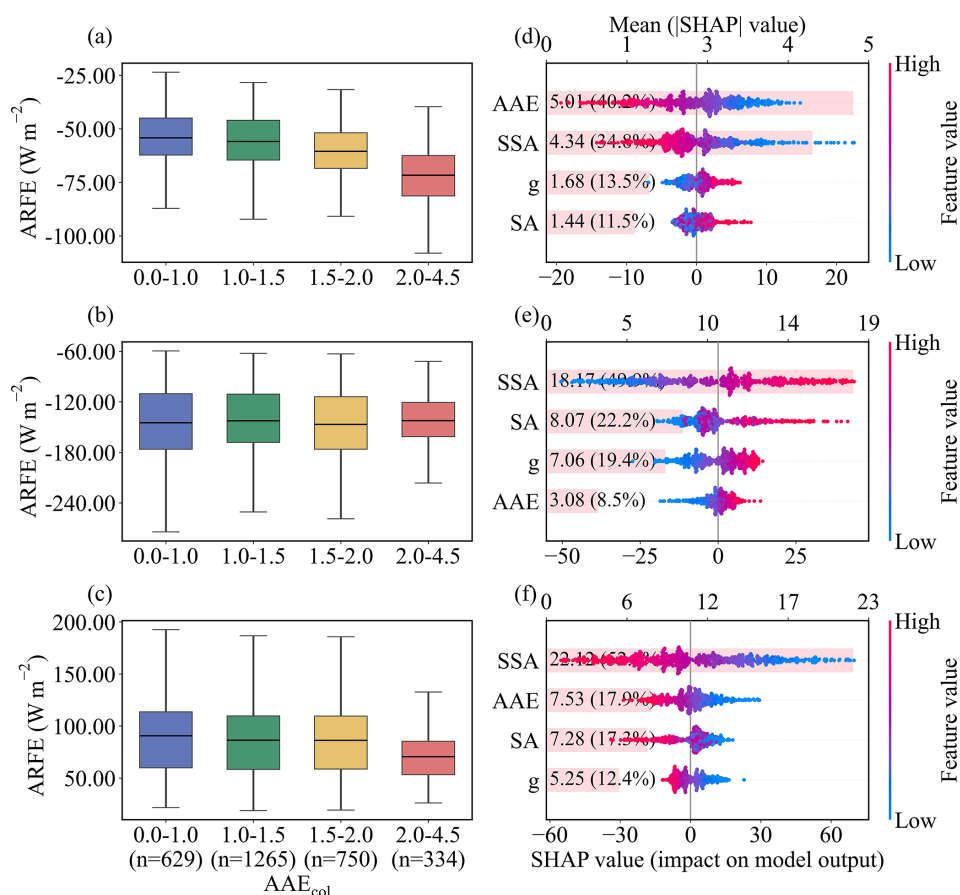 (a)
ARFE (W m⁻²)
-25.00
-50.00
-75.00
-100.00
0.0-1.0 1.0-1.5 1.5-2.0 2.0-4.5
(d) Mean (|SHAP| value)
0 1 3 4 5
AAE 5.01 (40.2%)
SSA 4.34 (34.8%)
g 1.68 (13.5%)
SA 1.44 (11.5%)
−20 −10 0 10 20
High
Feature value
Low
(b)
ARFE (W m⁻²)
-60.00
-120.00
-180.00
-240.00
0.0-1.0 1.0-1.5 1.5-2.0 2.0-4.5
(e)
0 5 10 14 19
SSA 18.17
SA 8.07 (22.2%)
g 7.06 (19.4%)
AAE 3.08 (8.5%)
−50 −25 0 25
High
Feature value
Low
(c)
ARFE (W m⁻²)
200.00
150.00
100.00
50.00
0.0-1.0 1.0-1.5 1.5-2.0 2.0-4.5
(n=629) (n=1265) (n=750) (n=334)
AAEcol
(f)
0 6 12 17 23
SSA 22.12
AAE 7.53 (17.9%)
SA 7.28 (17.3%)
g 5.25 (12.4%)
−60 −30 0 30 60
SHAP value (impact on model output)
High
Feature value
Low